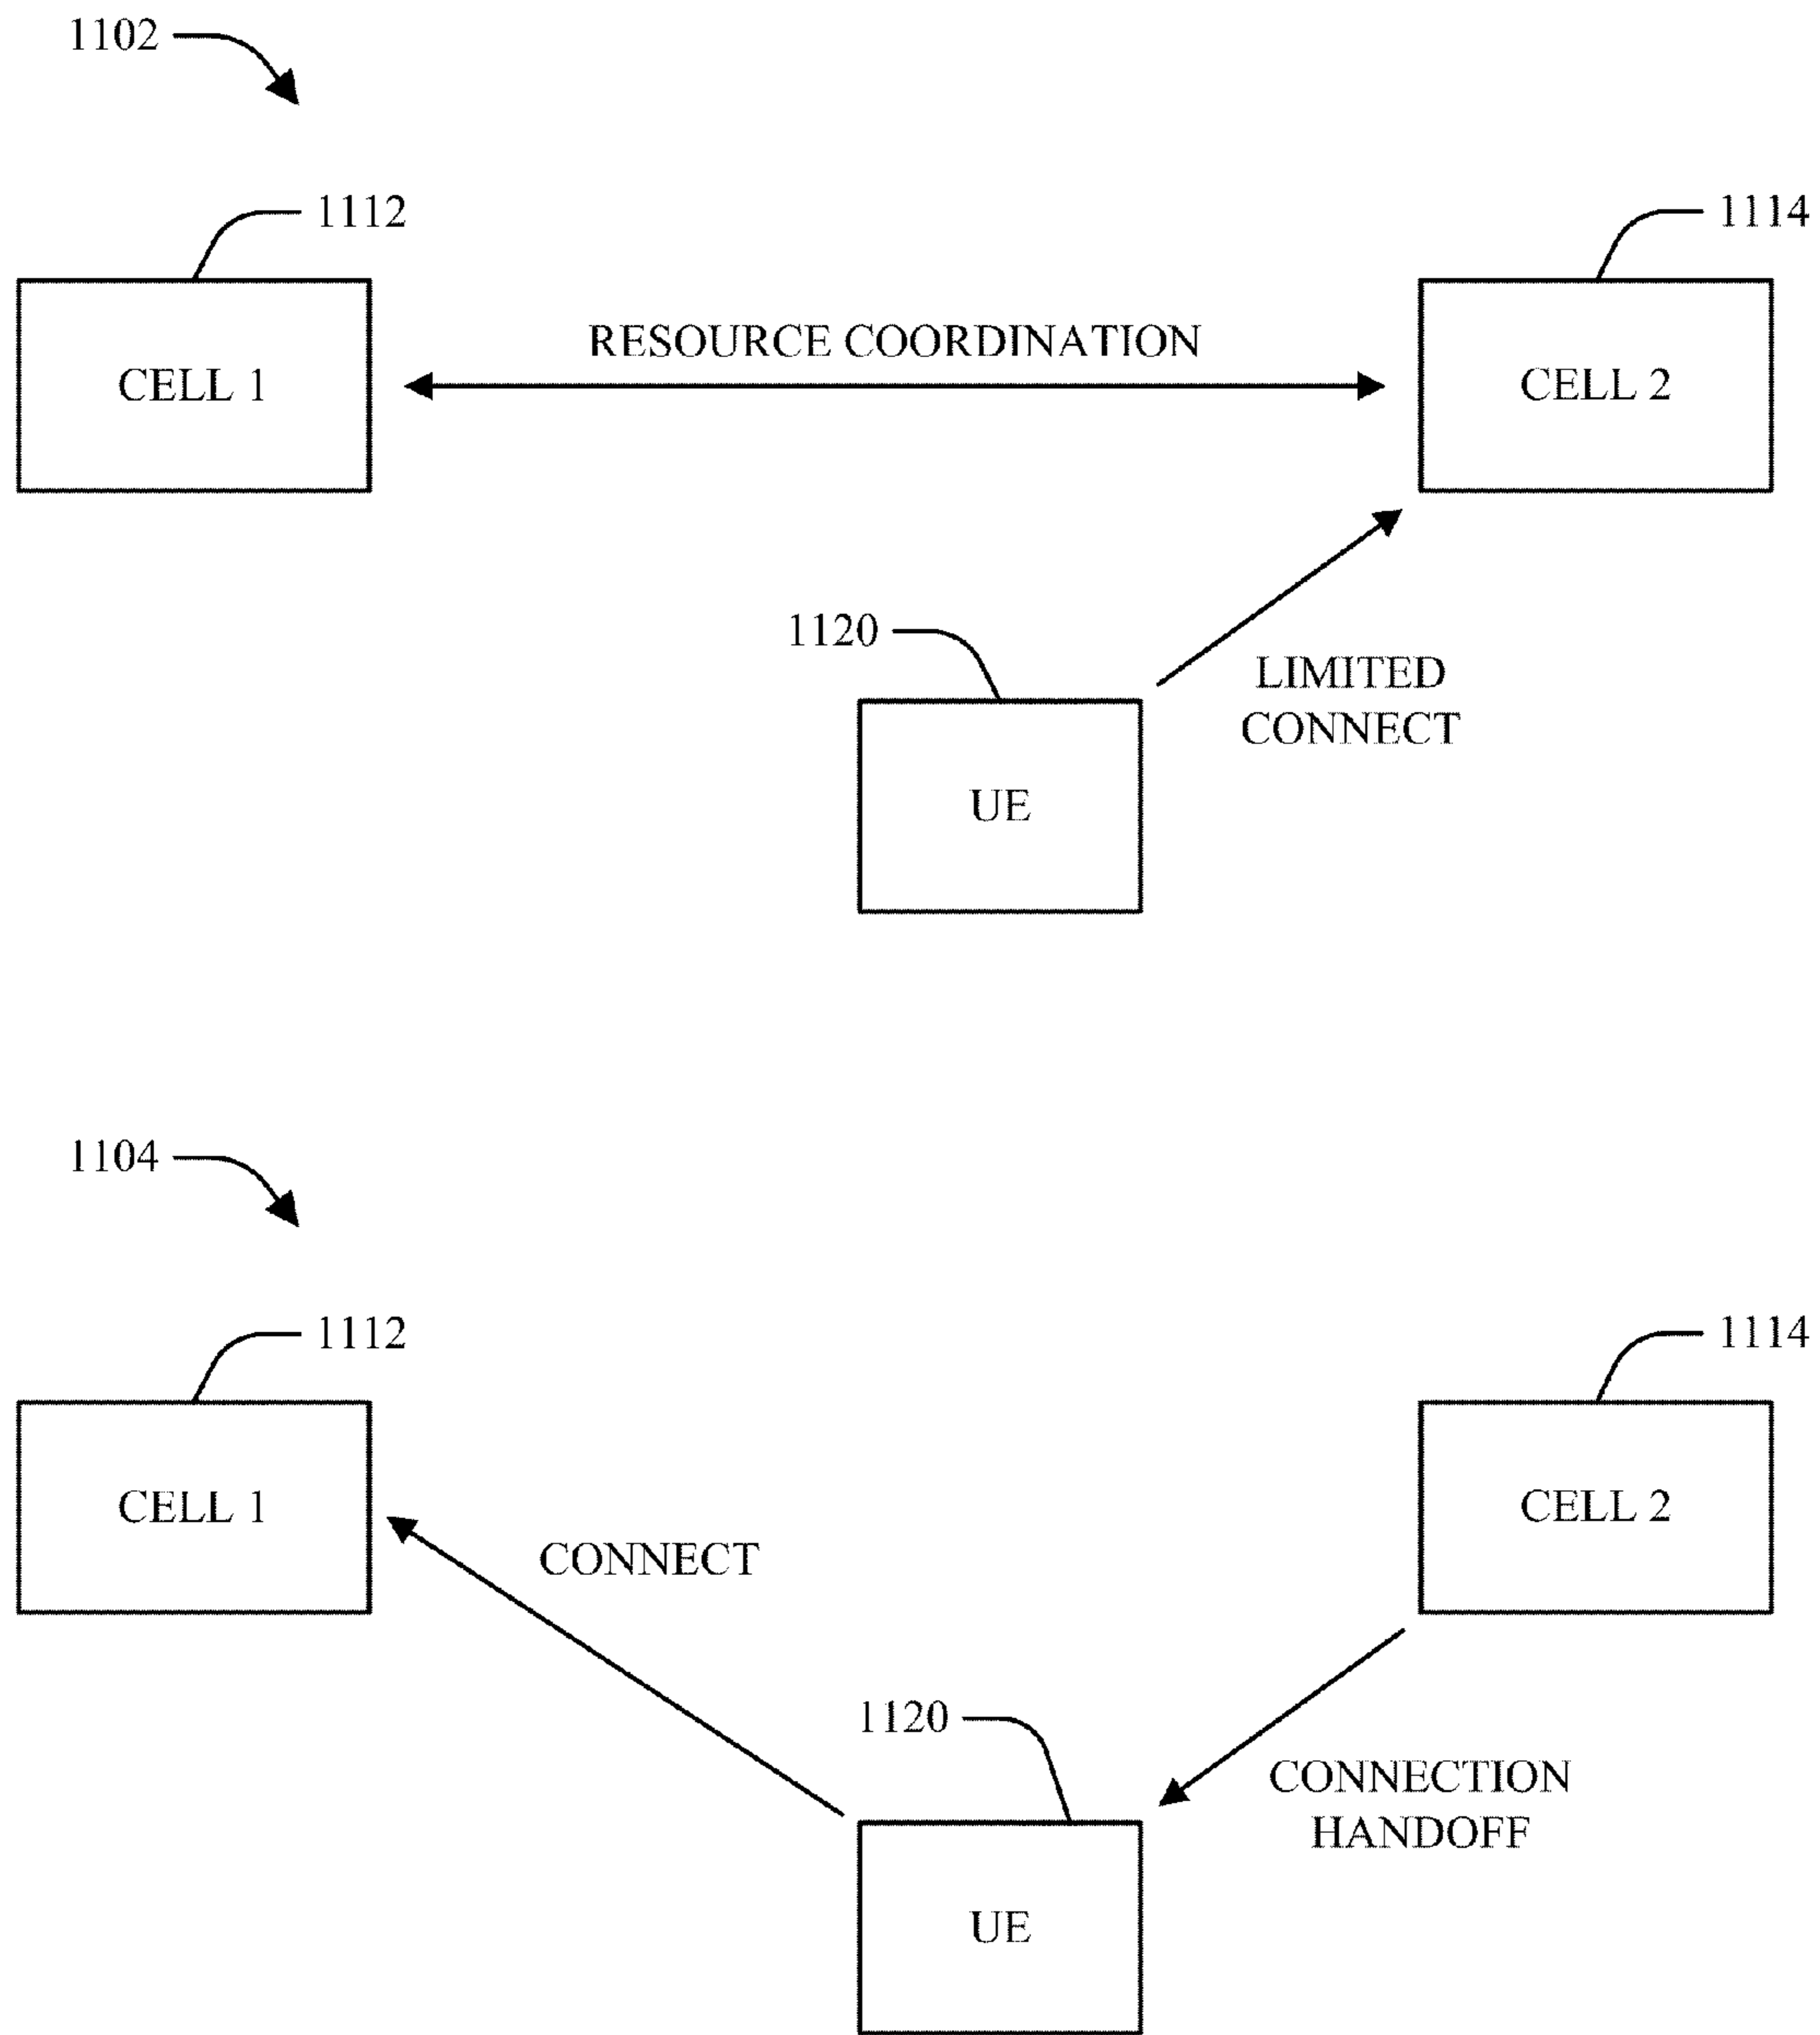 1102
1112
1114
RESOURCE COORDINATION
CELL 1
CELL 2
1120
LIMITED
CONNECT
UE
1104
1112
1114
CELL 1
CELL 2
CONNECT
1120
CONNECTION
HANDOFF
UE